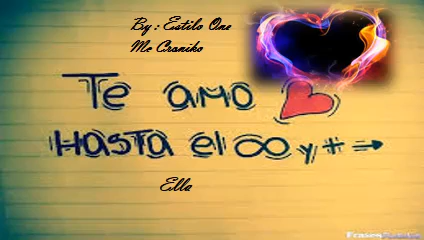 By : Estilo One
Mc Craniko
Te amo
Hasta el ∞ y + →
Ella